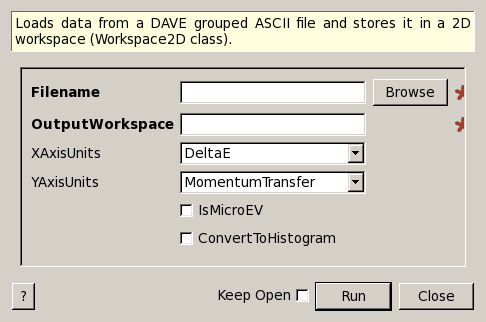 Loads data from a DAVE grouped ASCII file and stores it in a 2D
workspace (Workspace2D class).
Filename Browse
OutputWorkspace
XAxisUnits DeltaE
YAxisUnits MomentumTransfer
IsMicroEV
ConvertToHistogram
? Keep Open Run Close